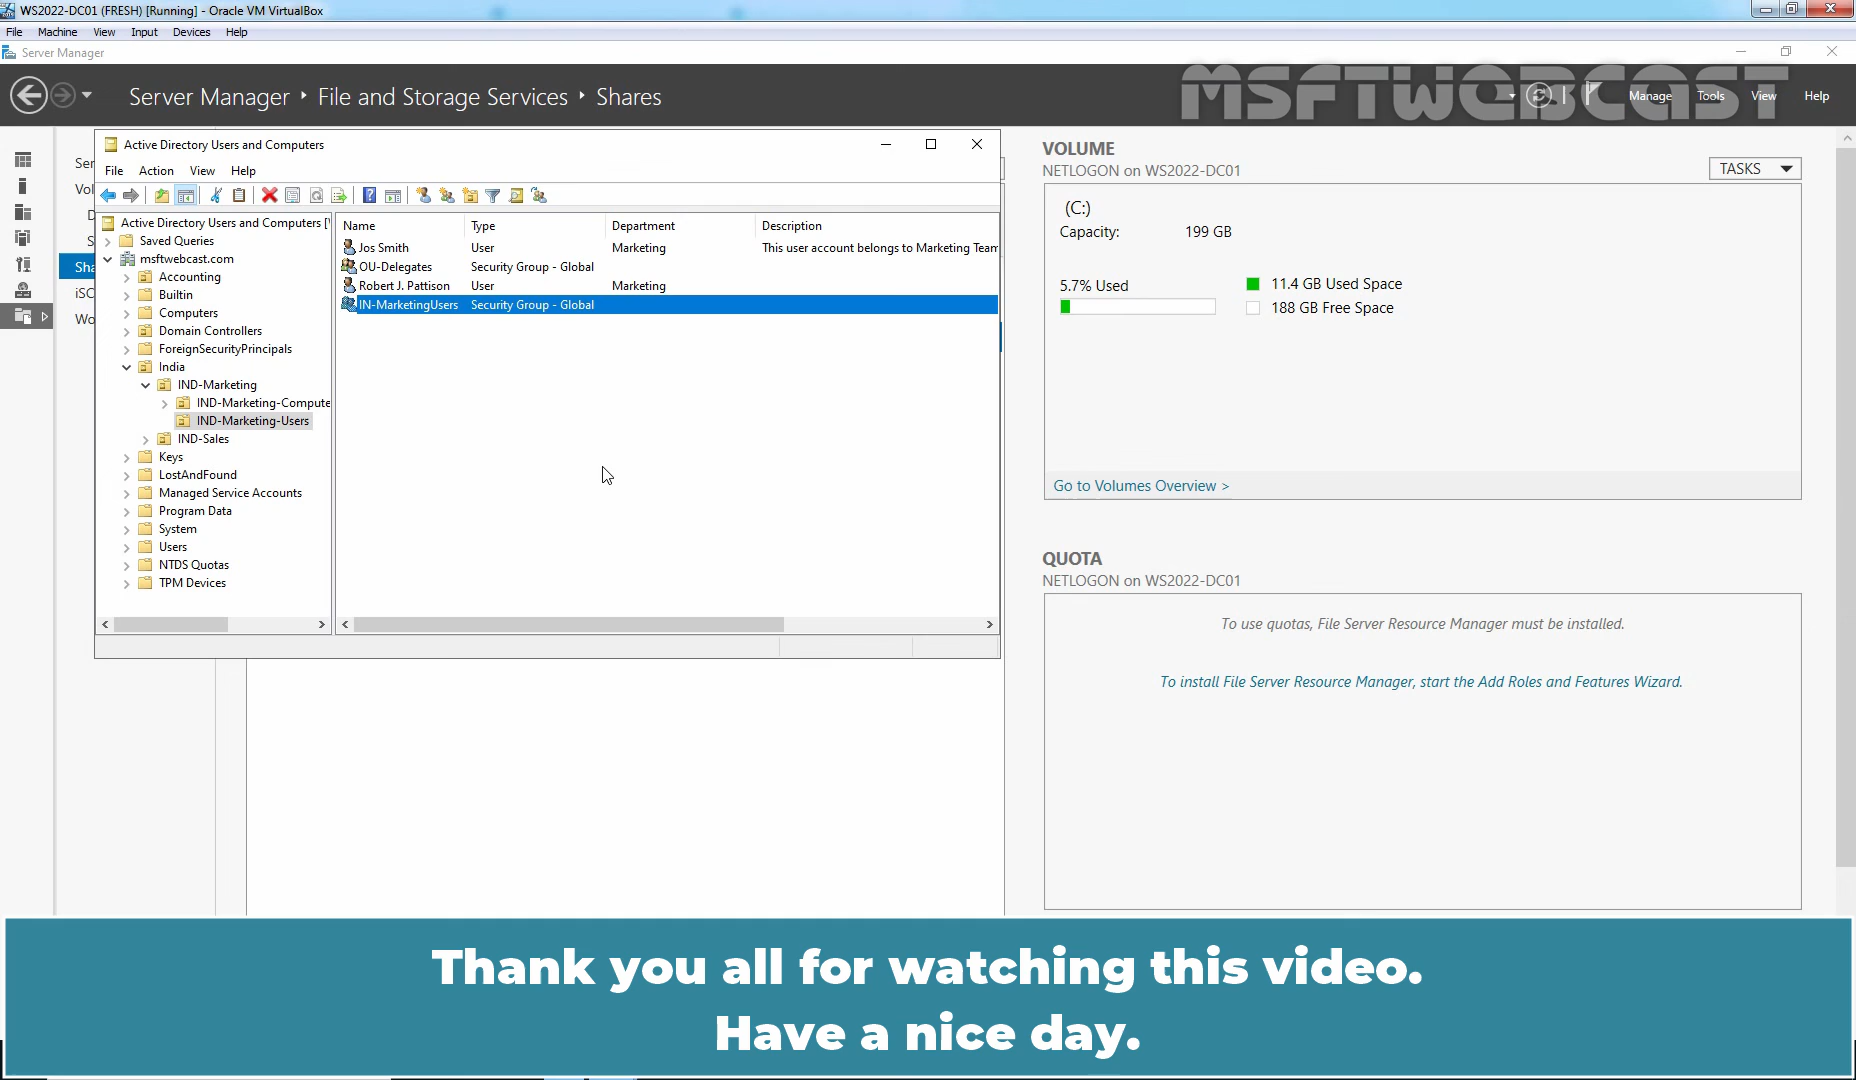 WS2022-DC01 (FRESH) [Running] - Oracle VM VirtualBox
File Machine View Input Devices Help
Server Manager
Server Manager File and Storage Services Shares
MSFTWEBCAST
Manage Tools View Help
Ser
Vol
D
S
Sha
iSC
Wo
Active Directory Users and Computers
File Action View Help
Active Directory Users and Computers [
Saved Queries
msftwebcast.com
Accounting
Builtin
Computers
Domain Controllers
ForeignSecurityPrincipals
India
IND-Marketing
IND-Marketing-Compute
IND-Marketing-Users
IND-Sales
Keys
LostAndFound
Managed Service Accounts
Program Data
System
Users
NTDS Quotas
TPM Devices
Name Type Department Description
Jos Smith User Marketing This user account belongs to Marketing Team
OU-Delegates Security Group - Global
Robert J. Pattison User Marketing
IN-MarketingUsers Security Group - Global
VOLUME
NETLOGON on WS2022-DC01
TASKS
(C:)
Capacity: 199 GB
5.7% Used
11.4 GB Used Space
188 GB Free Space
Go to Volumes Overview >
QUOTA
NETLOGON on WS2022-DC01
To use quotas, File Server Resource Manager must be installed.
To install File Server Resource Manager, start the Add Roles and Features Wizard.
Thank you all for watching this video.
Have a nice day.